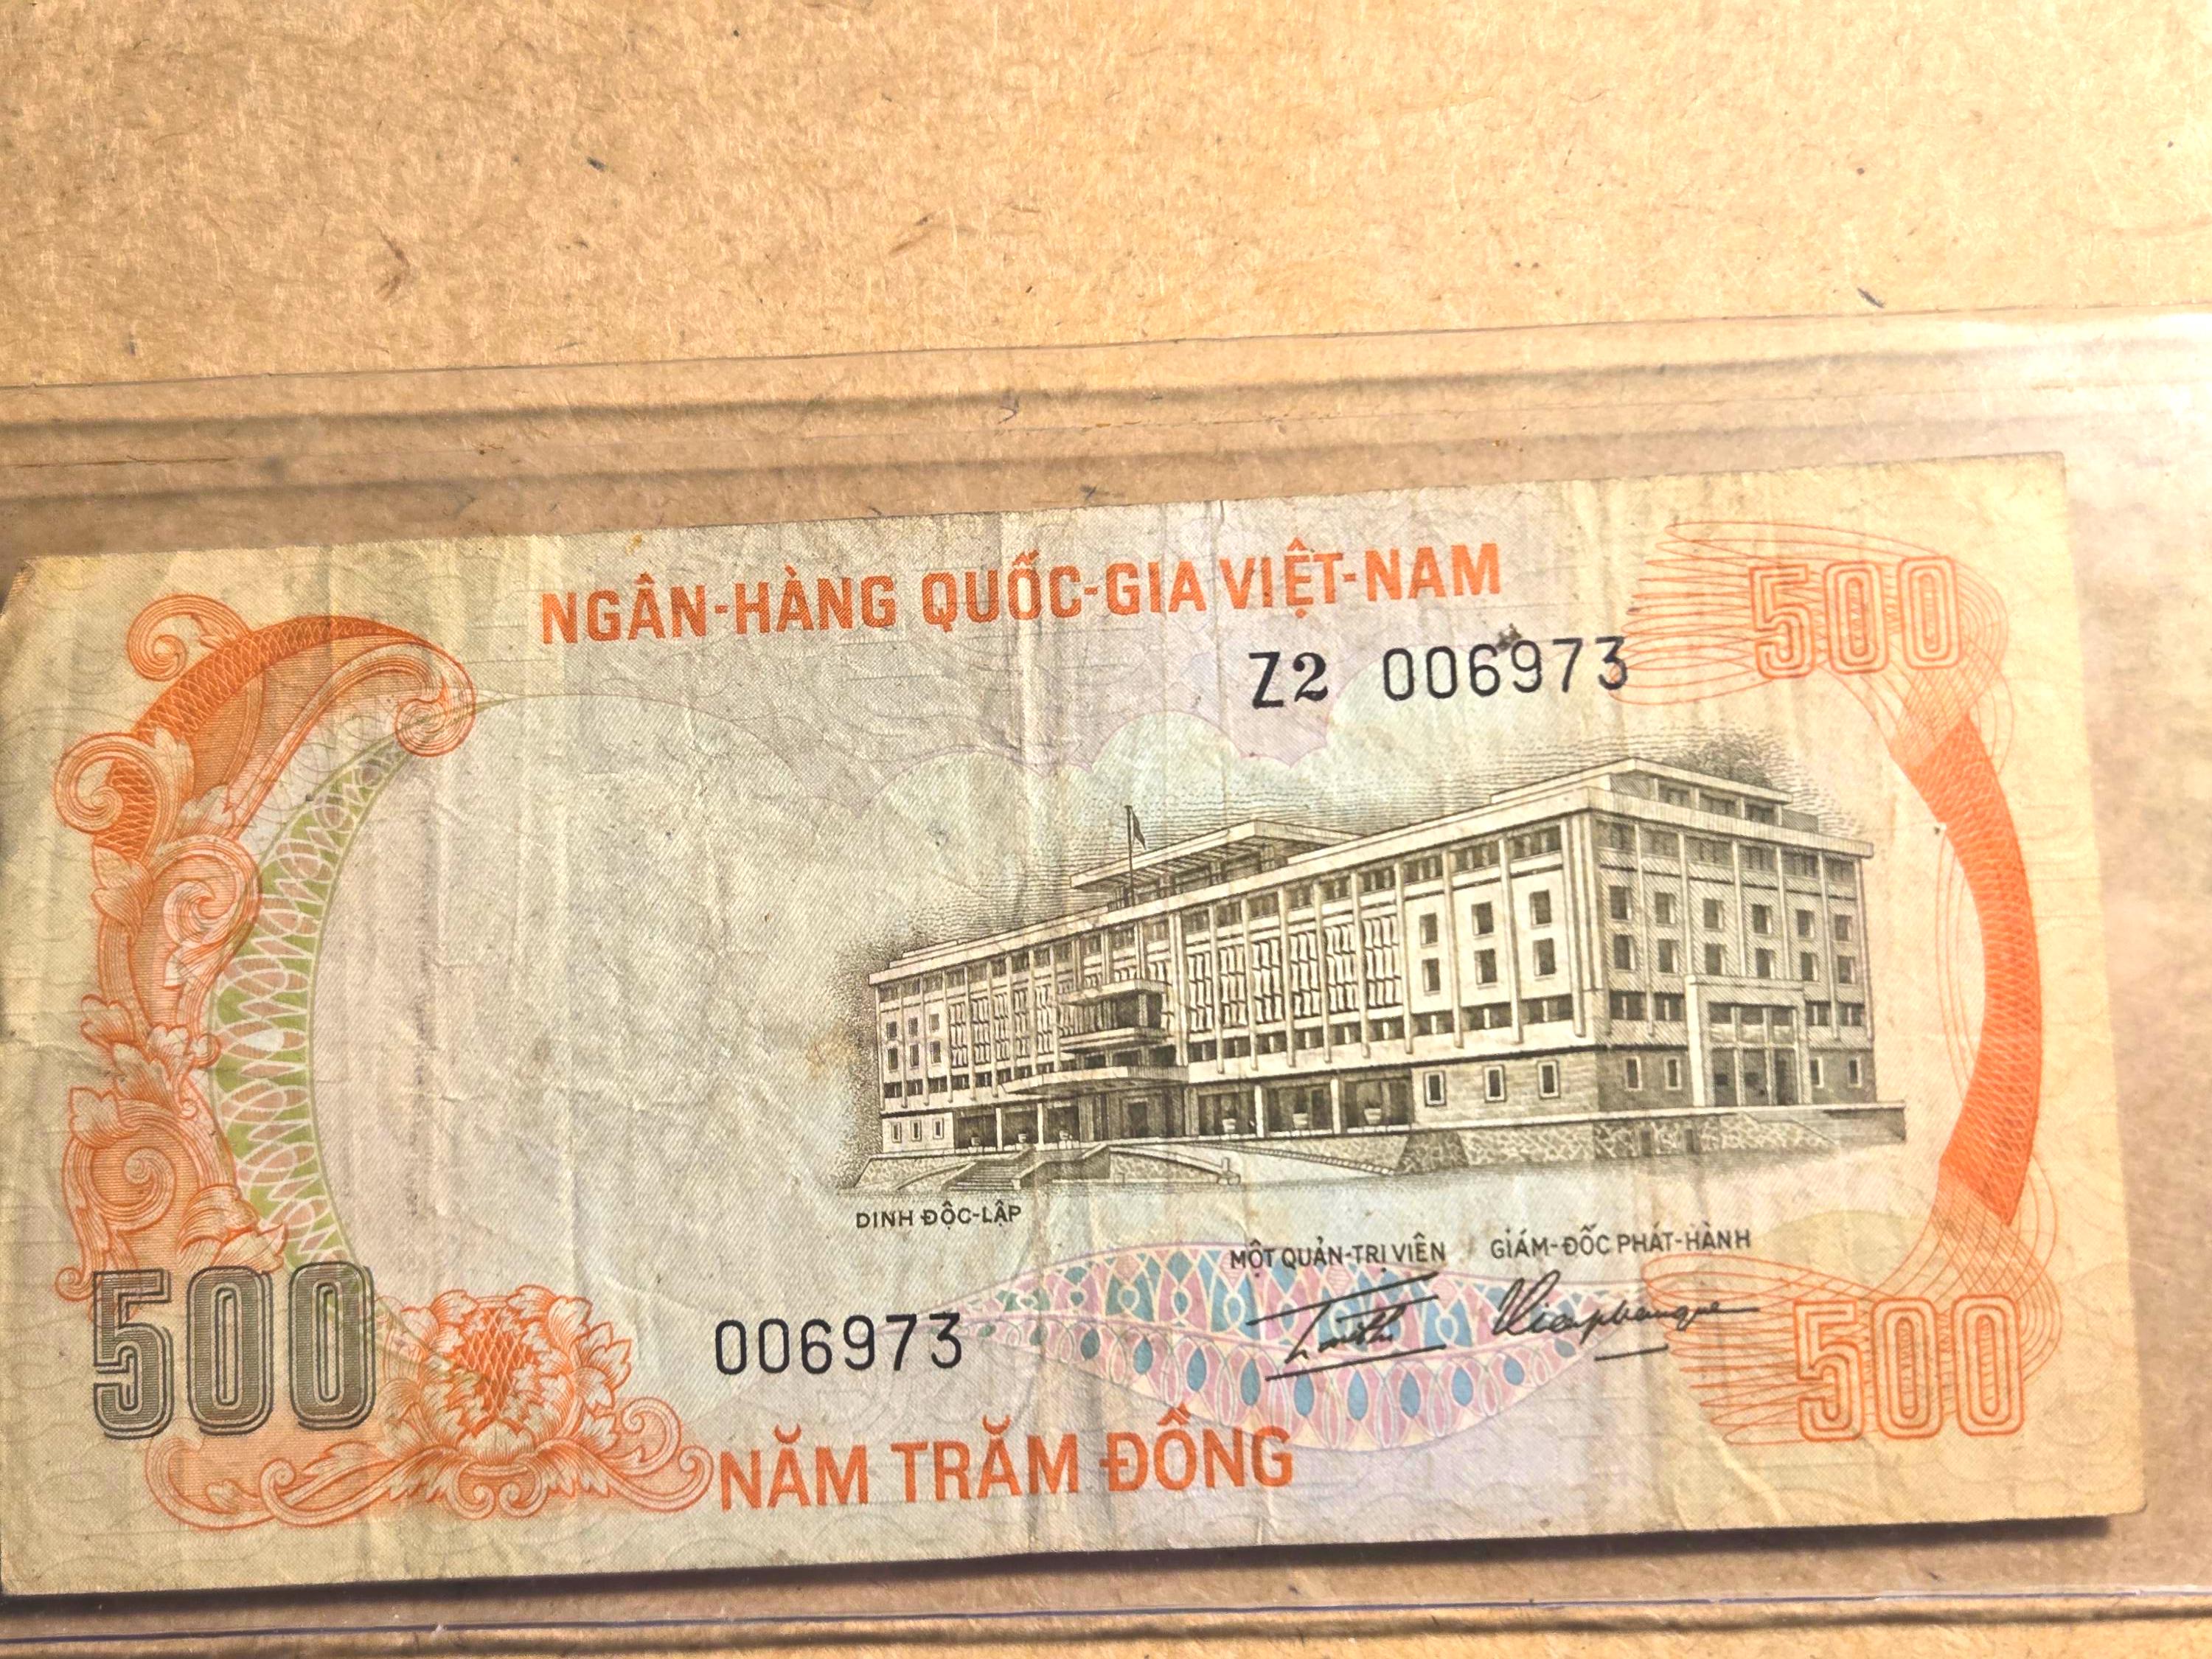 NGÂN-HÀNG QUỐC-GIA VIỆT-NAM
500
Z2 006973
DINH ĐỘC-LẬP
MỘT QUẢN-TRỊ VIÊN
GIÁM-ĐỐC PHÁT-HÀNH
500
006973
500
NĂM TRĂM ĐỒNG